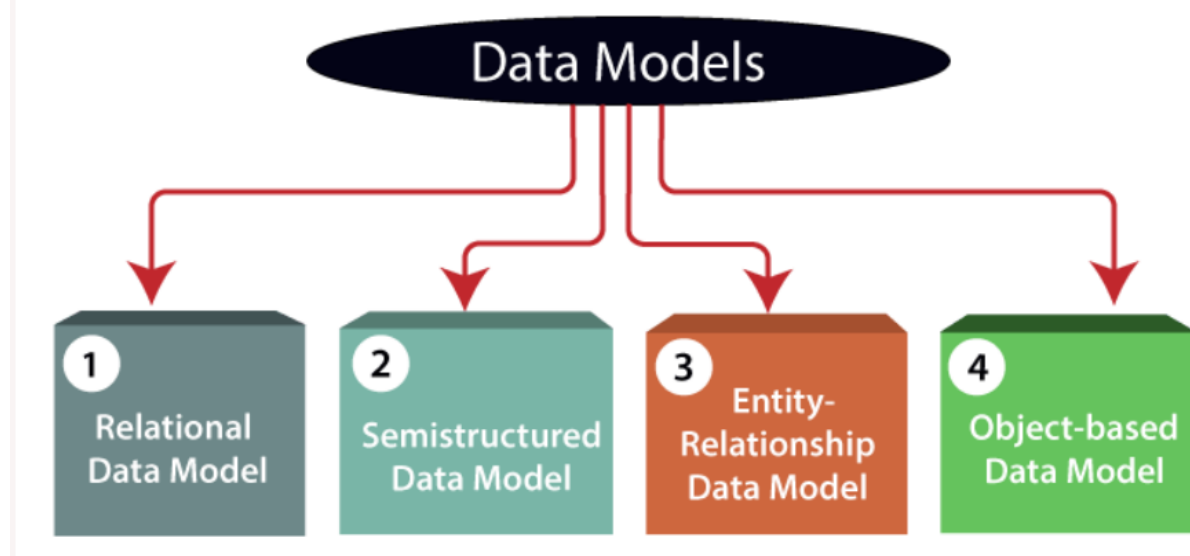 Data Models
1
Relational
Data Model
2
Semistructured
Data Model
3
Entity-
Relationship
Data Model
4
Object-based
Data Model